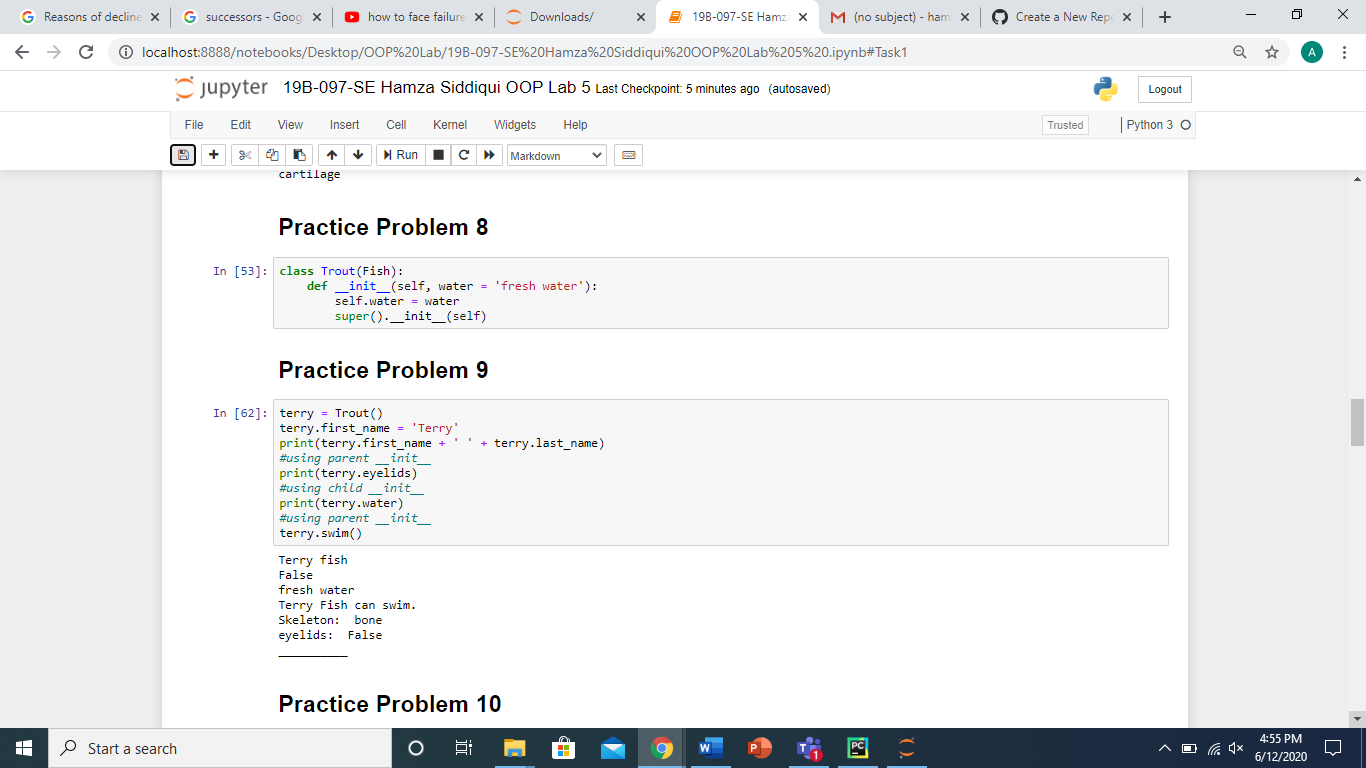 Reasons of decline
successors - Goog
how to face failure
Downloads/
19B-097-SE Hamz
(no subject) - ham
Create a New Repo
localhost:8888/notebooks/Desktop/OOP%20Lab/19B-097-SE%20Hamza%20Siddiqui%20OOP%20Lab%205%20.ipynb#Task1
A
jupyter 19B-097-SE Hamza Siddiqui OOP Lab 5 Last Checkpoint: 5 minutes ago (autosaved)
Logout
File Edit View Insert Cell Kernel Widgets Help
Trusted
Python 3
Run
Markdown
cartilage
Practice Problem 8
In [53]: class Trout(Fish):
    def __init__(self, water = 'fresh water'):
        self.water = water
        super().__init__(self)
Practice Problem 9
In [62]: terry = Trout()
terry.first_name = 'Terry'
print(terry.first_name + ' ' + terry.last_name)
#using parent __init__
print(terry.eyelids)
#using child __init__
print(terry.water)
#using parent __init__
terry.swim()
Terry fish
False
fresh water
Terry Fish can swim.
Skeleton:  bone
eyelids:  False
__________
Practice Problem 10
Start a search
W
P
T
1
PC
4:55 PM
6/12/2020